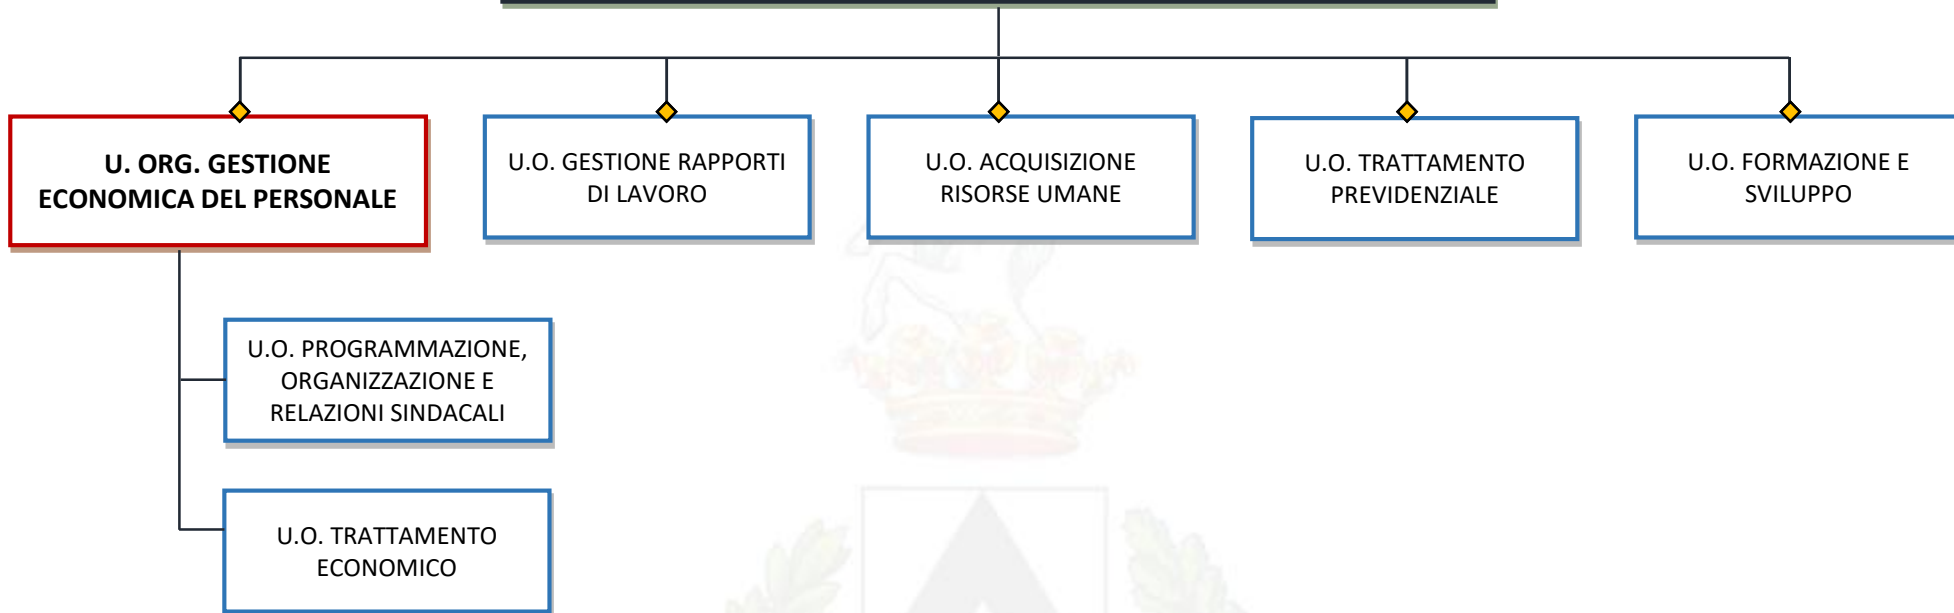 U. ORG. GESTIONE
ECONOMICA DEL PERSONALE
U.O. GESTIONE RAPPORTI
DI LAVORO
U.O. ACQUISIZIONE
RISORSE UMANE
U.O. TRATTAMENTO
PREVIDENZIALE
U.O. FORMAZIONE E
SVILUPPO
U.O. PROGRAMMAZIONE,
ORGANIZZAZIONE E
RELAZIONI SINDACALI
U.O. TRATTAMENTO
ECONOMICO